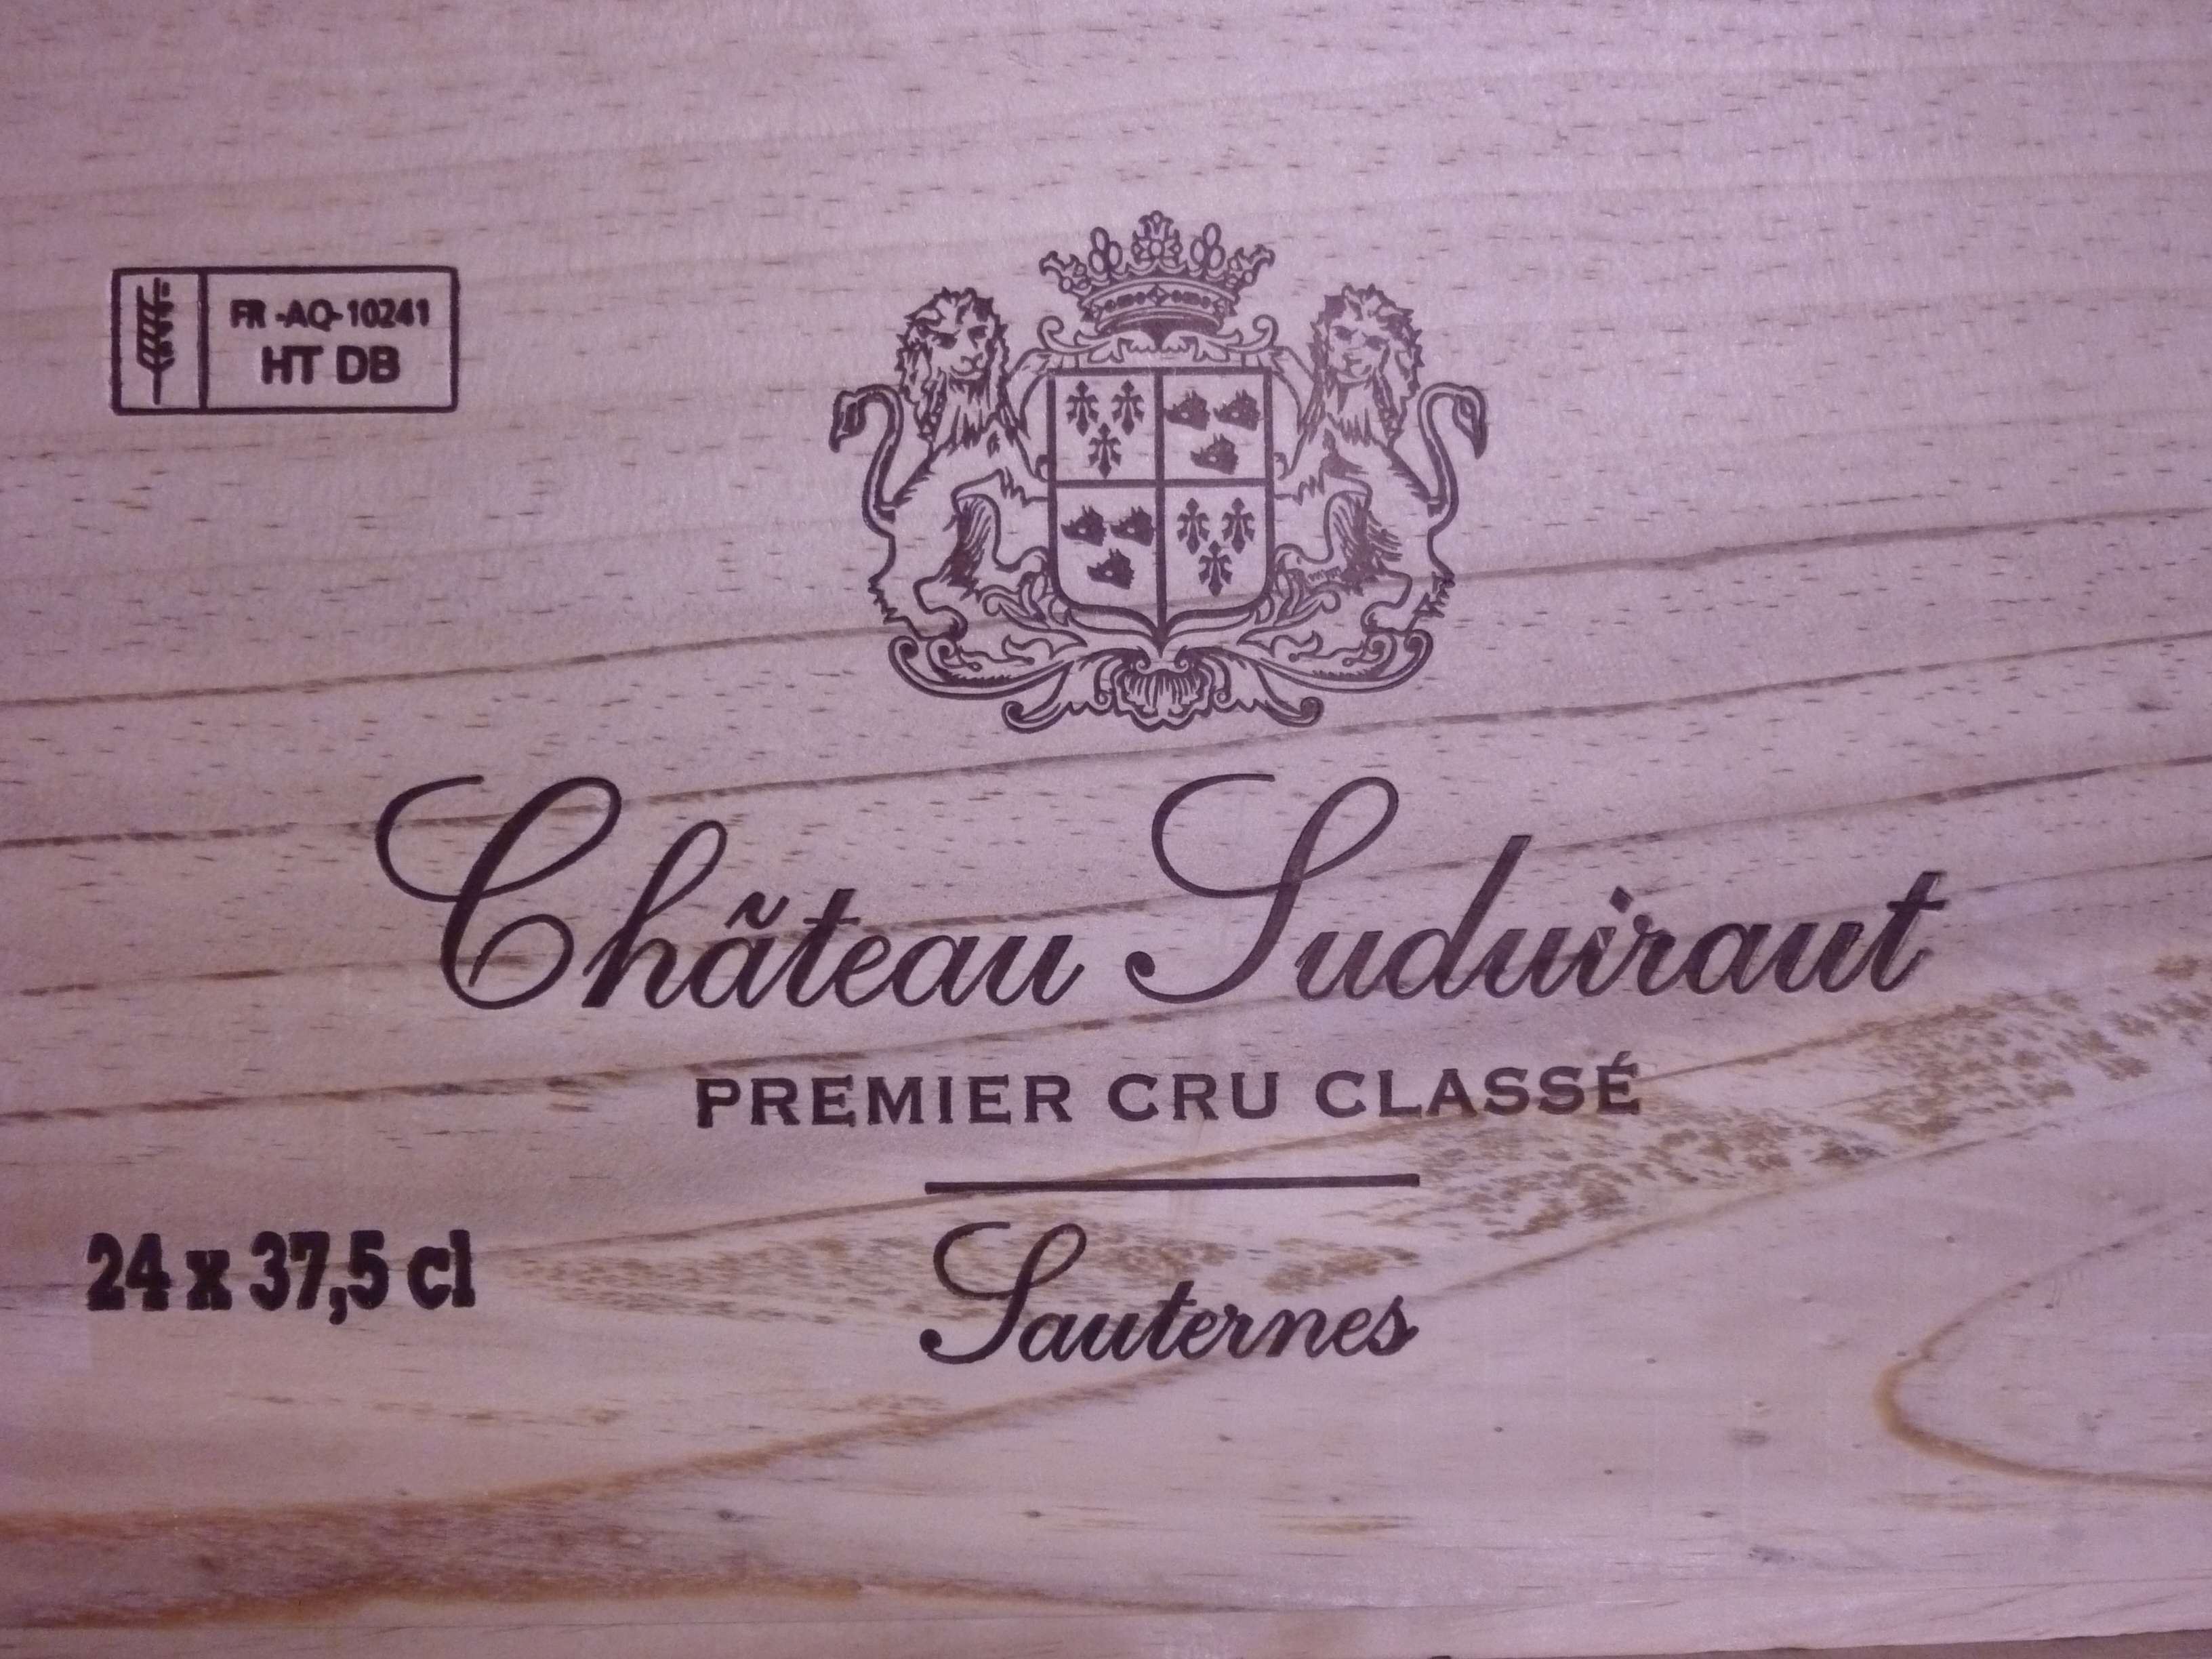 FR -AQ-10241
HT DB
Château Suduiraut
PREMIER CRU CLASSÉ
Sauternes
24 x 37,5 cl